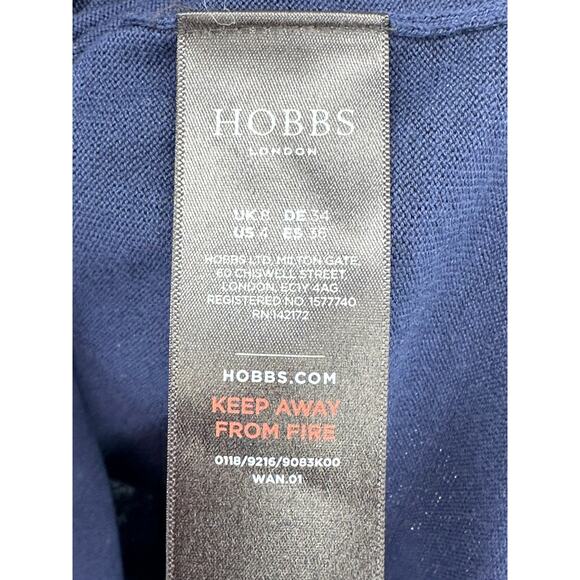 HOBBS
LONDON
UK 8 DE 34
US 4 ES 36
HOBBS LTD, MILTON GATE,
60 CHISWELL STREET
LONDON, EC1Y 4AG.
REGISTERED NO. 1577740
RN 142172
HOBBS.COM
KEEP AWAY
FROM FIRE
0118/9216/9083K00
WAN.01